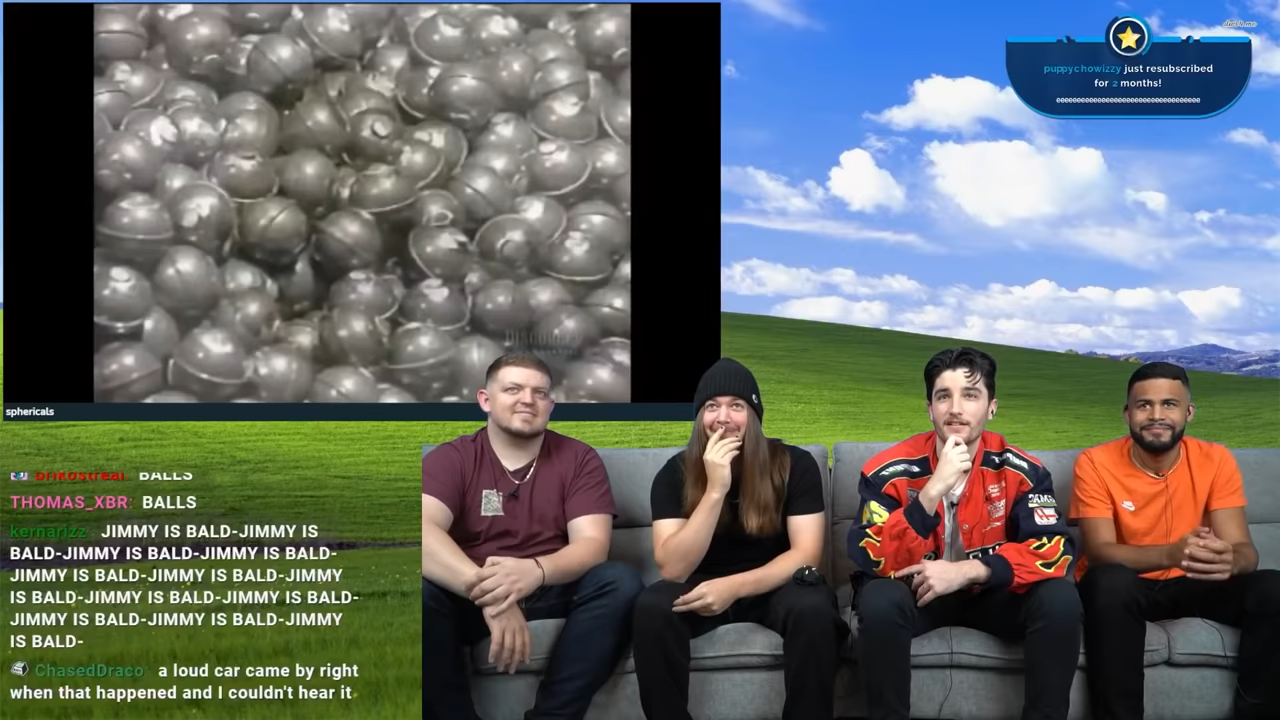 puppychowizzy just resubscribed
for 2 months!
eeeeeeeeeeeeeeeeeeeeeeeeeeeeeeeeeee
sphericals
BALLS
THOMAS_XBR BALLS
kernarizz JIMMY IS BALD-JIMMY IS
BALD-JIMMY IS BALD-JIMMY IS BALD-
JIMMY IS BALD-JIMMY IS BALD-JIMMY
IS BALD-JIMMY IS BALD-JIMMY IS BALD-
JIMMY IS BALD-JIMMY IS BALD-JIMMY
IS BALD-
ChasedDraco a loud car came by right
when that happened and I couldn't hear it